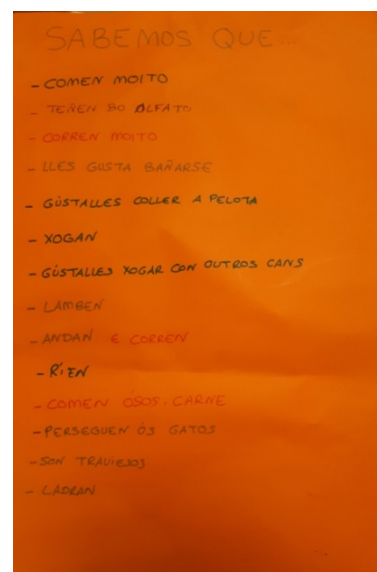 SABEMOS QUE...
- COMEN MOITO
- TEÑEN BO OLFATO
- CORREN MOITO
- LLES GUSTA BAÑARSE
- GÚSTALLES COLLER A PELOTA
- XOGAN
- GÚSTALLES XOGAR CON OUTROS CANS
- LAMBEN
- ANDAN E CORREN
- RÍEN
- COMEN ÓSOS, CARNE
- PERSEGUEN ÓS GATOS
- SON TRAVIESOS
- LADRAN